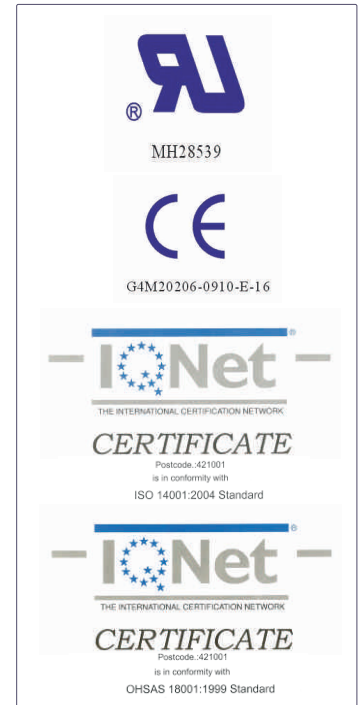 ®
MH28539
CE
G4M20206-0910-E-16
®
IQNet
THE INTERNATIONAL CERTIFICATION NETWORK
CERTIFICATE
Postcode.:421001
is in conformity with
ISO 14001:2004 Standard
®
IQNet
THE INTERNATIONAL CERTIFICATION NETWORK
CERTIFICATE
Postcode.:421001
is in conformity with
OHSAS 18001:1999 Standard